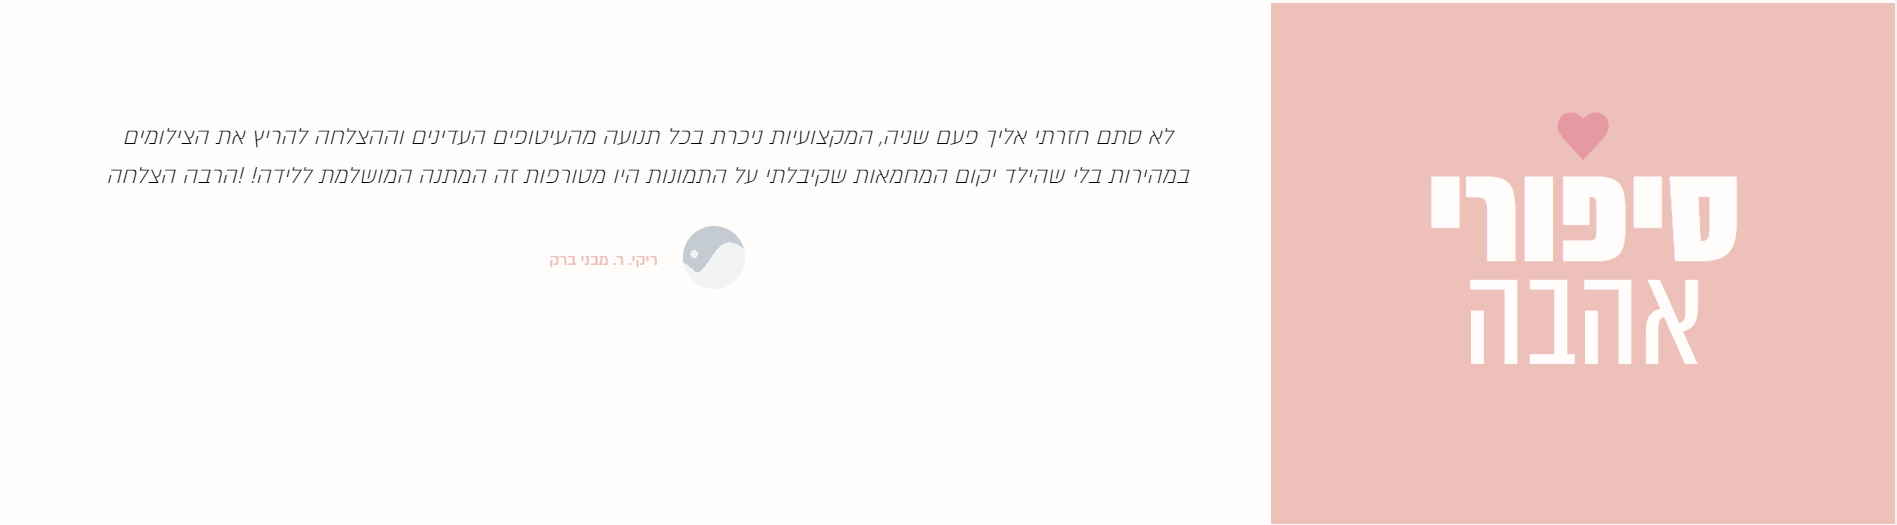 סיפורי
אהבה
לא סתם חזרתי אליך פעם שניה, המקצועיות ניכרת בכל תנועה מהעיטופים העדינים וההצלחה להריץ את הצילומים
במהירות בלי שהילד יקום המחמאות שקיבלתי על התמונות היו מטורפות זה המתנה המושלמת ללידה! !הרבה הצלחה
ריקי. ר. מבני ברק